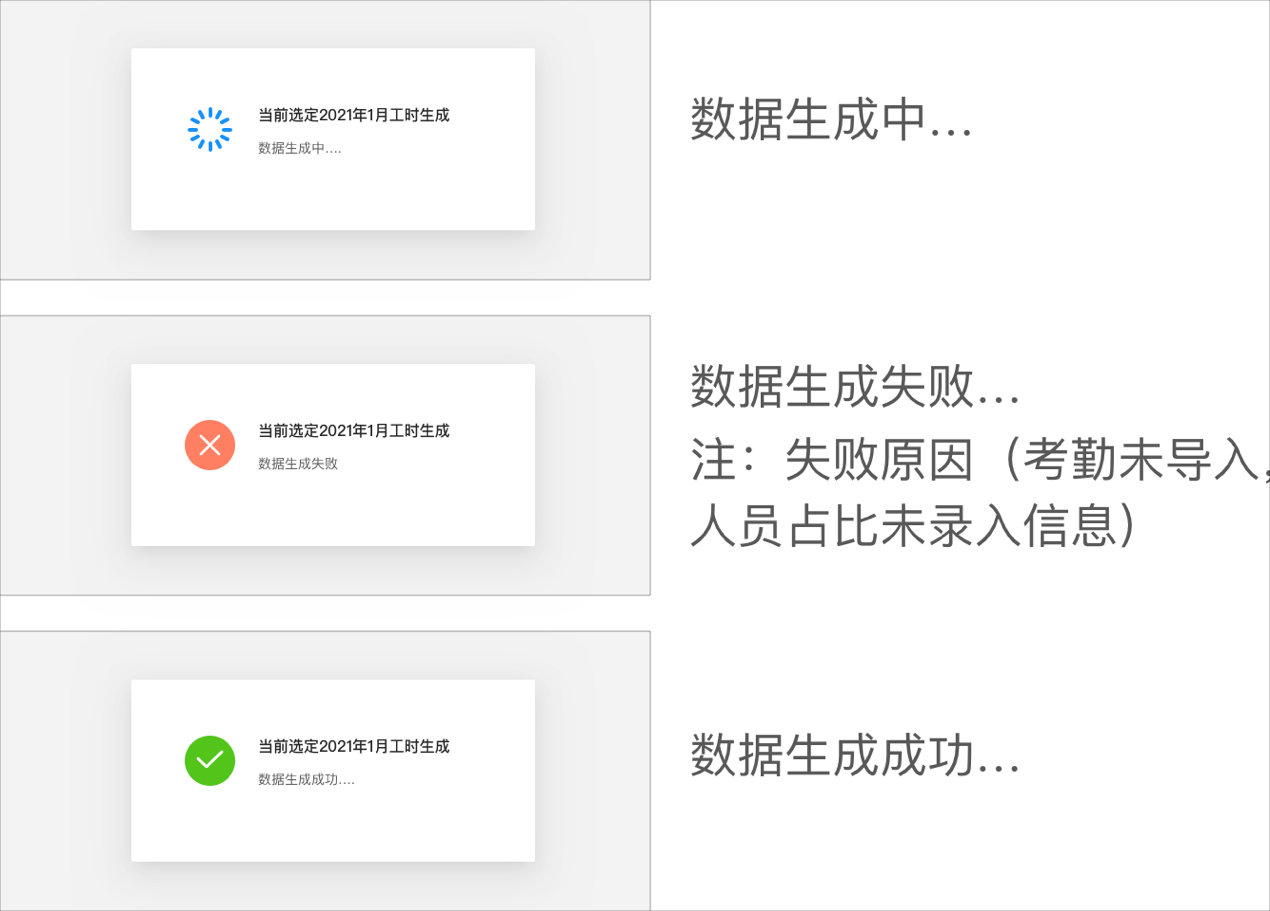 当前选定2021年1月工时生成
数据生成中....
数据生成中...
当前选定2021年1月工时生成
数据生成失败
数据生成失败...
注：失败原因（考勤未导入，
人员占比未录入信息）
当前选定2021年1月工时生成
数据生成成功....
数据生成成功...